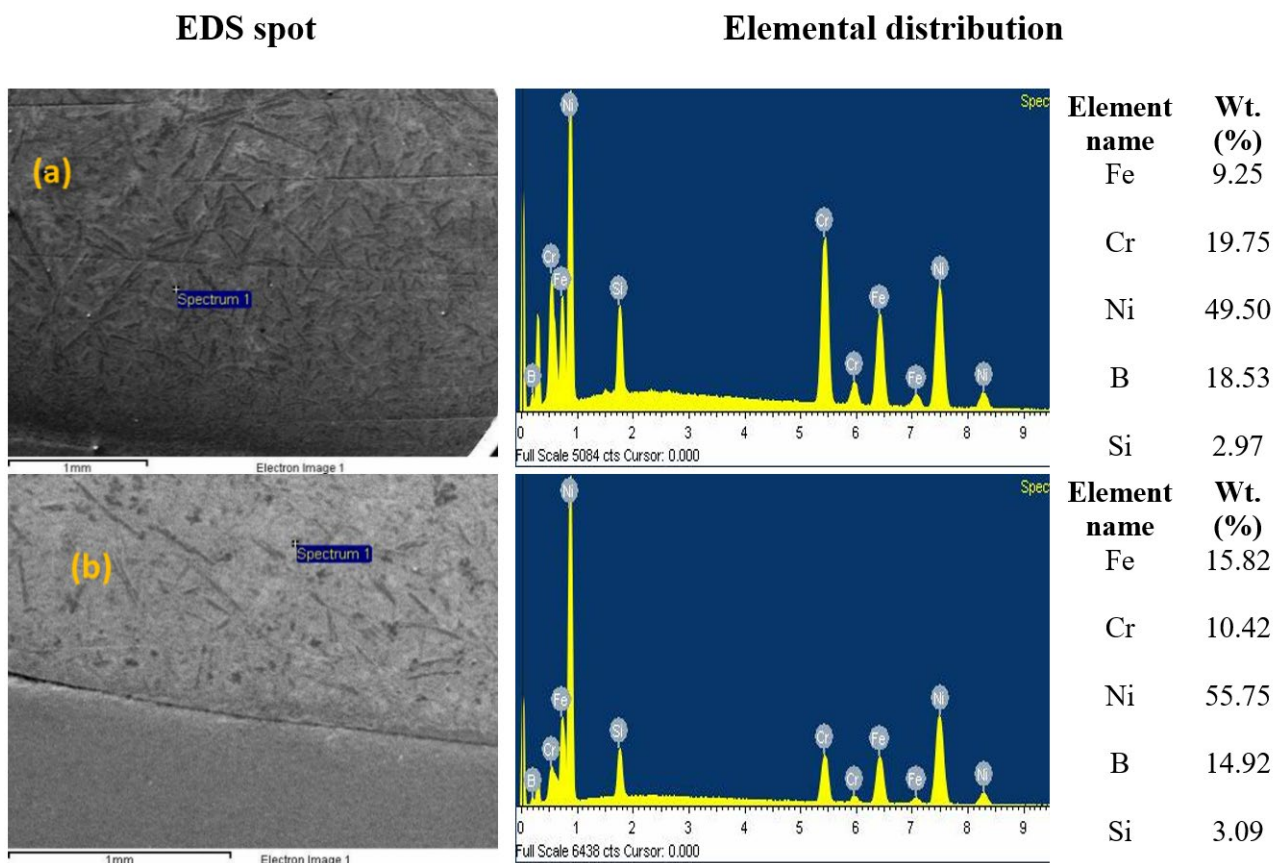 EDS spot
Elemental distribution
(a)
Spectrum 1
1mm
Electron Image 1
Spec
Ni
Cr
Fe
B
Si
Cr
Cr
Fe
Fe
Ni
Ni
0 1 2 3 4 5 6 7 8 9
Full Scale 5084 cts Cursor: 0.000
Element name Wt. (%)
Fe 9.25
Cr 19.75
Ni 49.50
B 18.53
Si 2.97
(b)
Spectrum 1
1mm
Electron Image 1
Spec
Ni
Fe
Cr
B
Si
Cr
Cr
Fe
Fe
Ni
Ni
0 1 2 3 4 5 6 7 8 9
Full Scale 6438 cts Cursor: 0.000
Element name Wt. (%)
Fe 15.82
Cr 10.42
Ni 55.75
B 14.92
Si 3.09